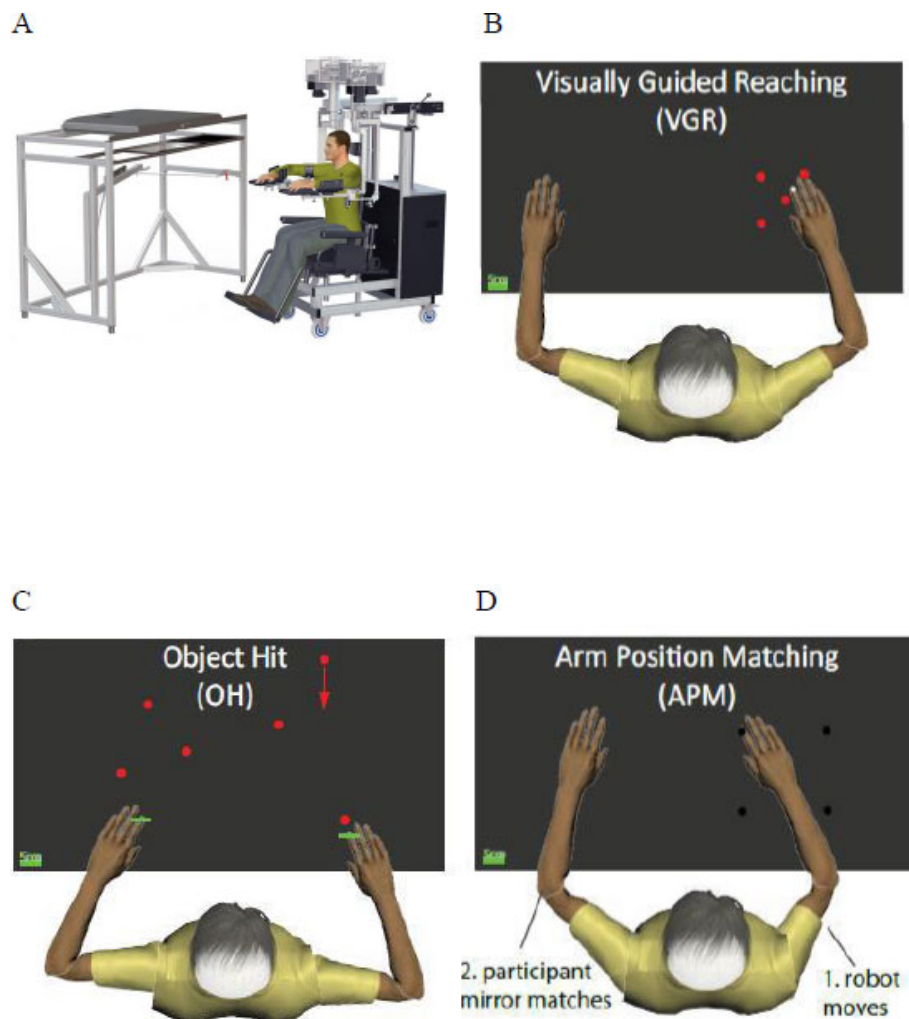 A
B
Visually Guided Reaching
(VGR)
C
D
Object Hit
(OH)
Arm Position Matching
(APM)
2. participant
mirror matches
1. robot
moves